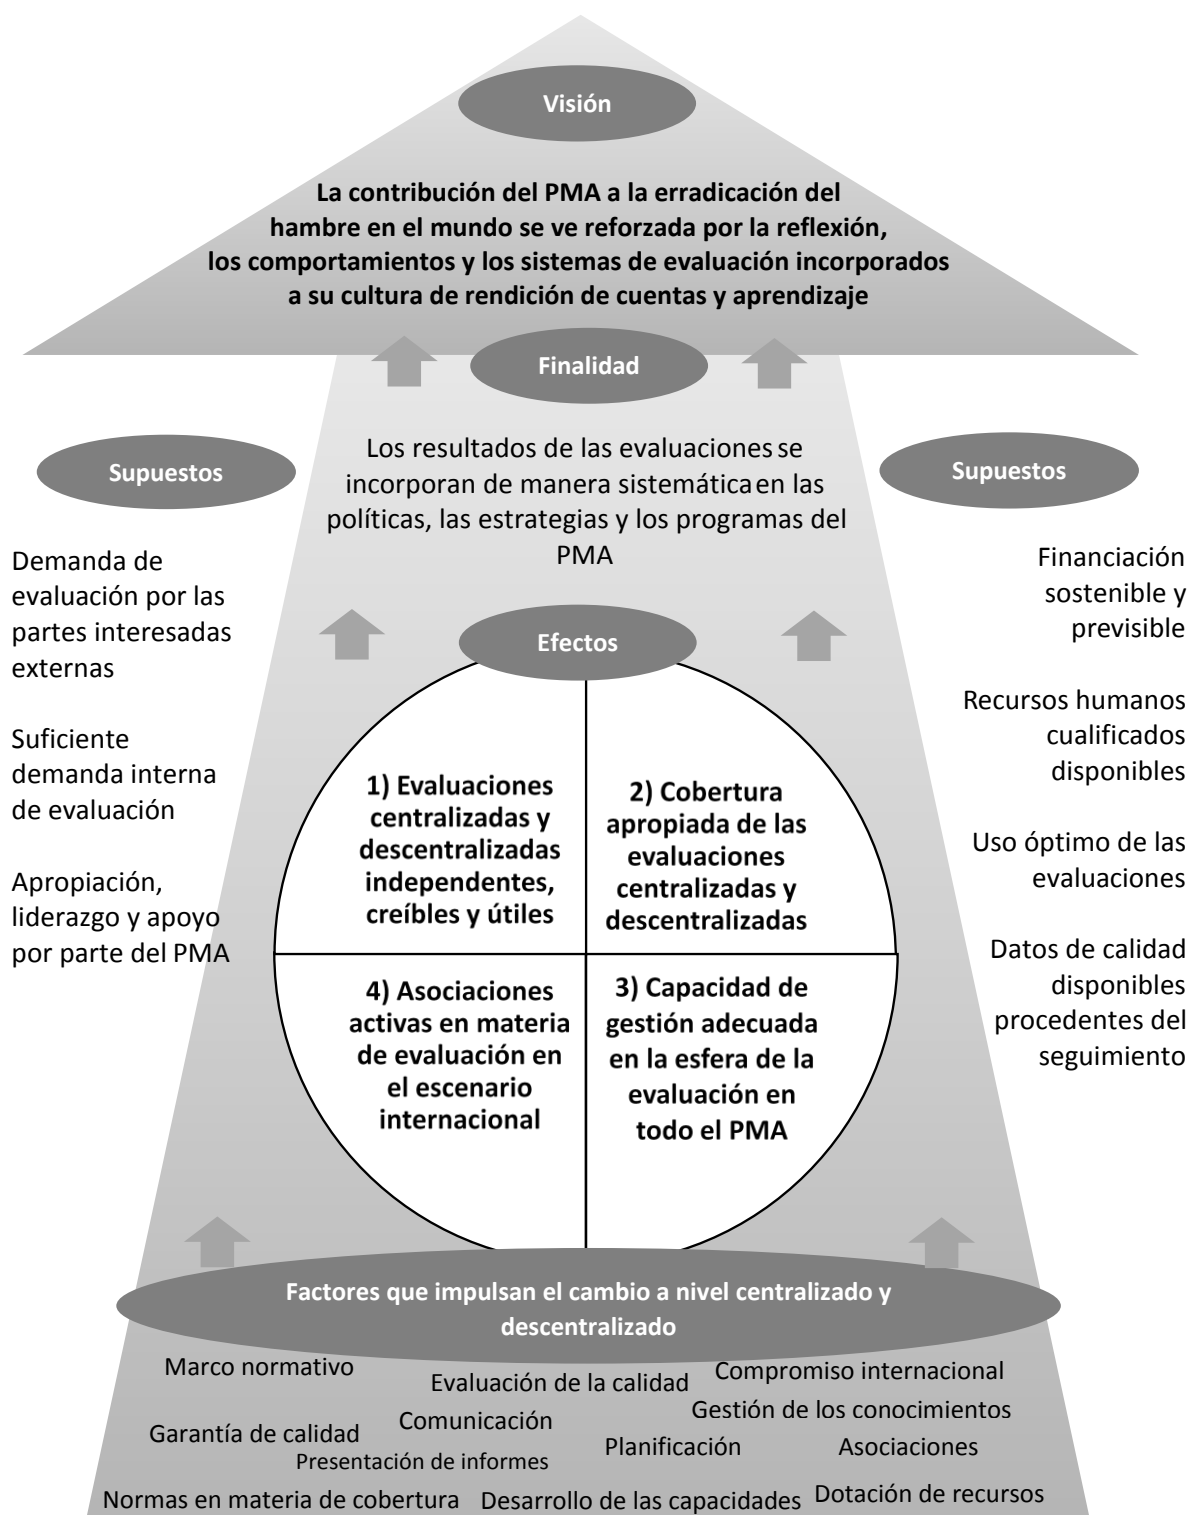 Visión
La contribución del PMA a la erradicación del
hambre en el mundo se ve reforzada por la reflexión,
los comportamientos y los sistemas de evaluación incorporados
a su cultura de rendición de cuentas y aprendizaje
Finalidad
Los resultados de las evaluaciones se
incorporan de manera sistemática en las
políticas, las estrategias y los programas del
PMA
Supuestos
Demanda de
evaluación por las
partes interesadas
externas
Suficiente
demanda interna
de evaluación
Apropiación,
liderazgo y apoyo
por parte del PMA
Supuestos
Financiación
sostenible y
previsible
Recursos humanos
cualificados
disponibles
Uso óptimo de las
evaluaciones
Datos de calidad
disponibles
procedentes del
seguimiento
Efectos
1) Evaluaciones
centralizadas y
descentralizadas
independientes,
creíbles y útiles
2) Cobertura
apropiada de las
evaluaciones
centralizadas y
descentralizadas
4) Asociaciones
activas en materia
de evaluación en
el escenario
internacional
3) Capacidad de
gestión adecuada
en la esfera de la
evaluación en
todo el PMA
Factores que impulsan el cambio a nivel centralizado y
descentralizado
Marco normativo
Evaluación de la calidad
Compromiso internacional
Garantía de calidad
Comunicación
Gestión de los conocimientos
Presentación de informes
Planificación
Asociaciones
Normas en materia de cobertura
Desarrollo de las capacidades
Dotación de recursos